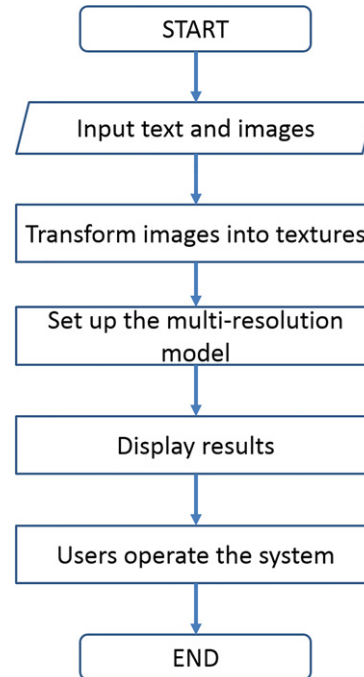 START
Input text and images
Transform images into textures
Set up the multi-resolution
model
Display results
Users operate the system
END